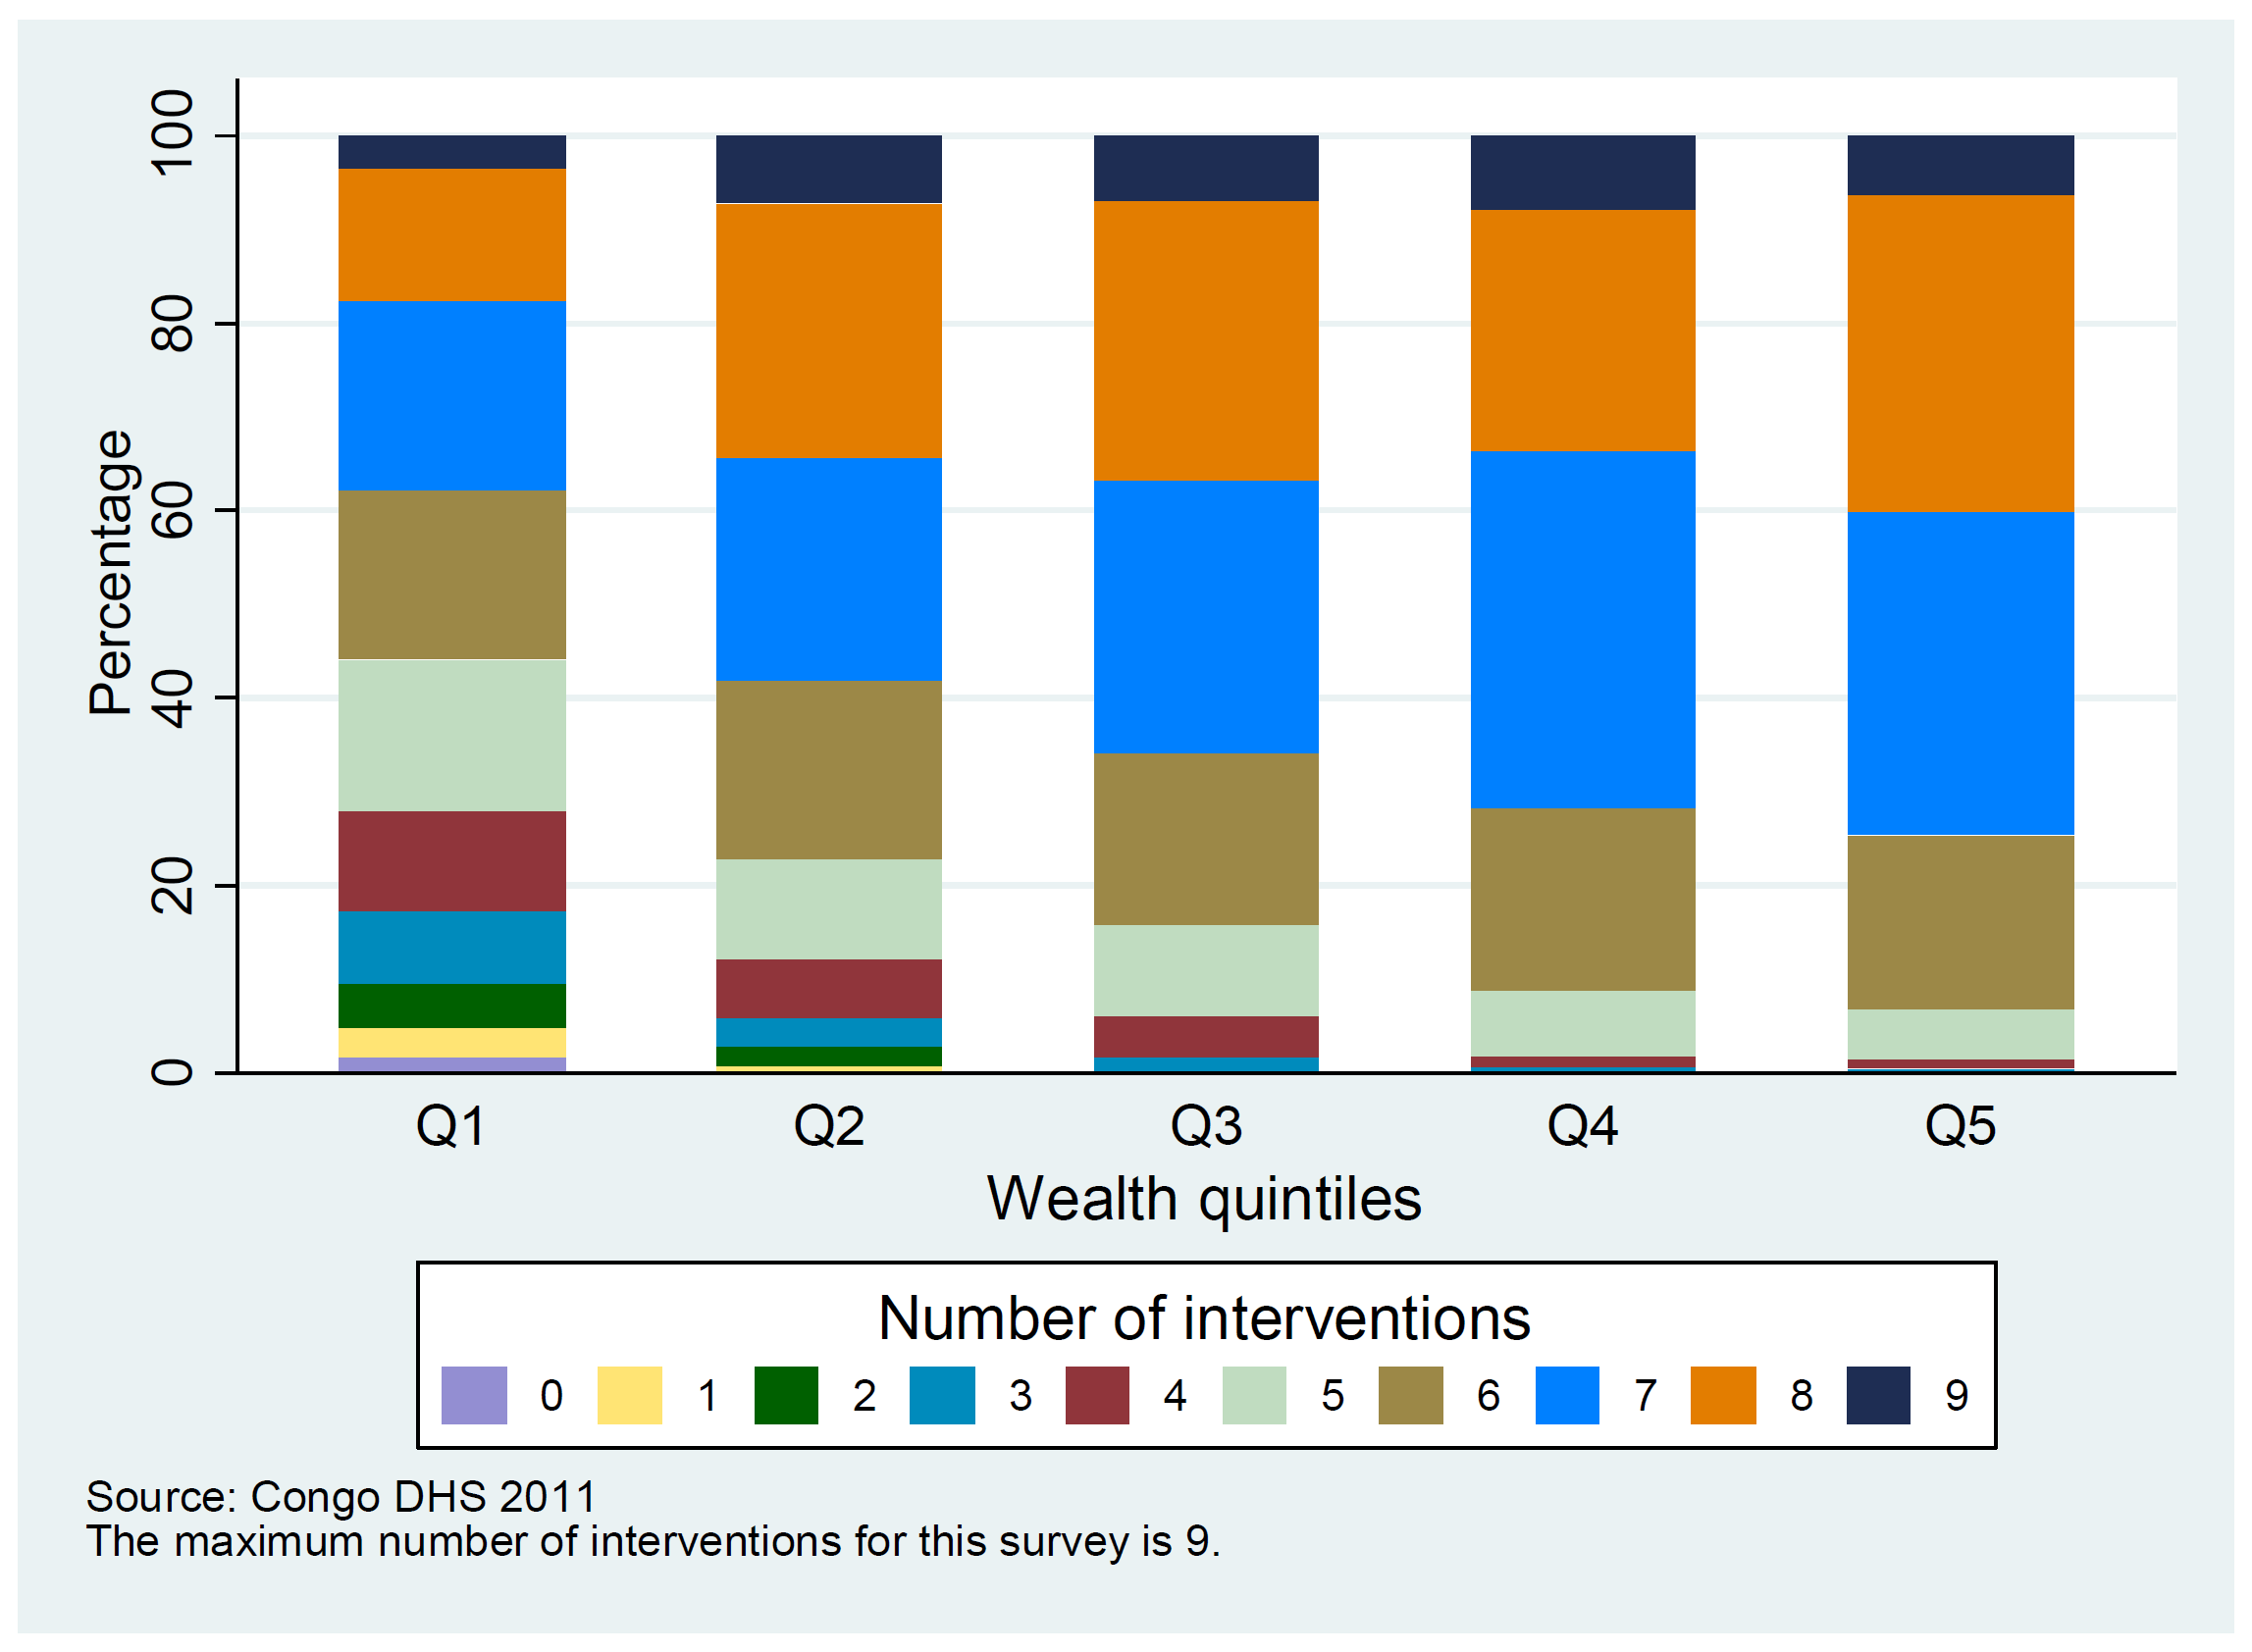 Percentage
100
80
60
40
20
0
Q1 Q2 Q3 Q4 Q5
Wealth quintiles
Number of interventions
0 1 2 3 4 5 6 7 8 9
Source: Congo DHS 2011
The maximum number of interventions for this survey is 9.